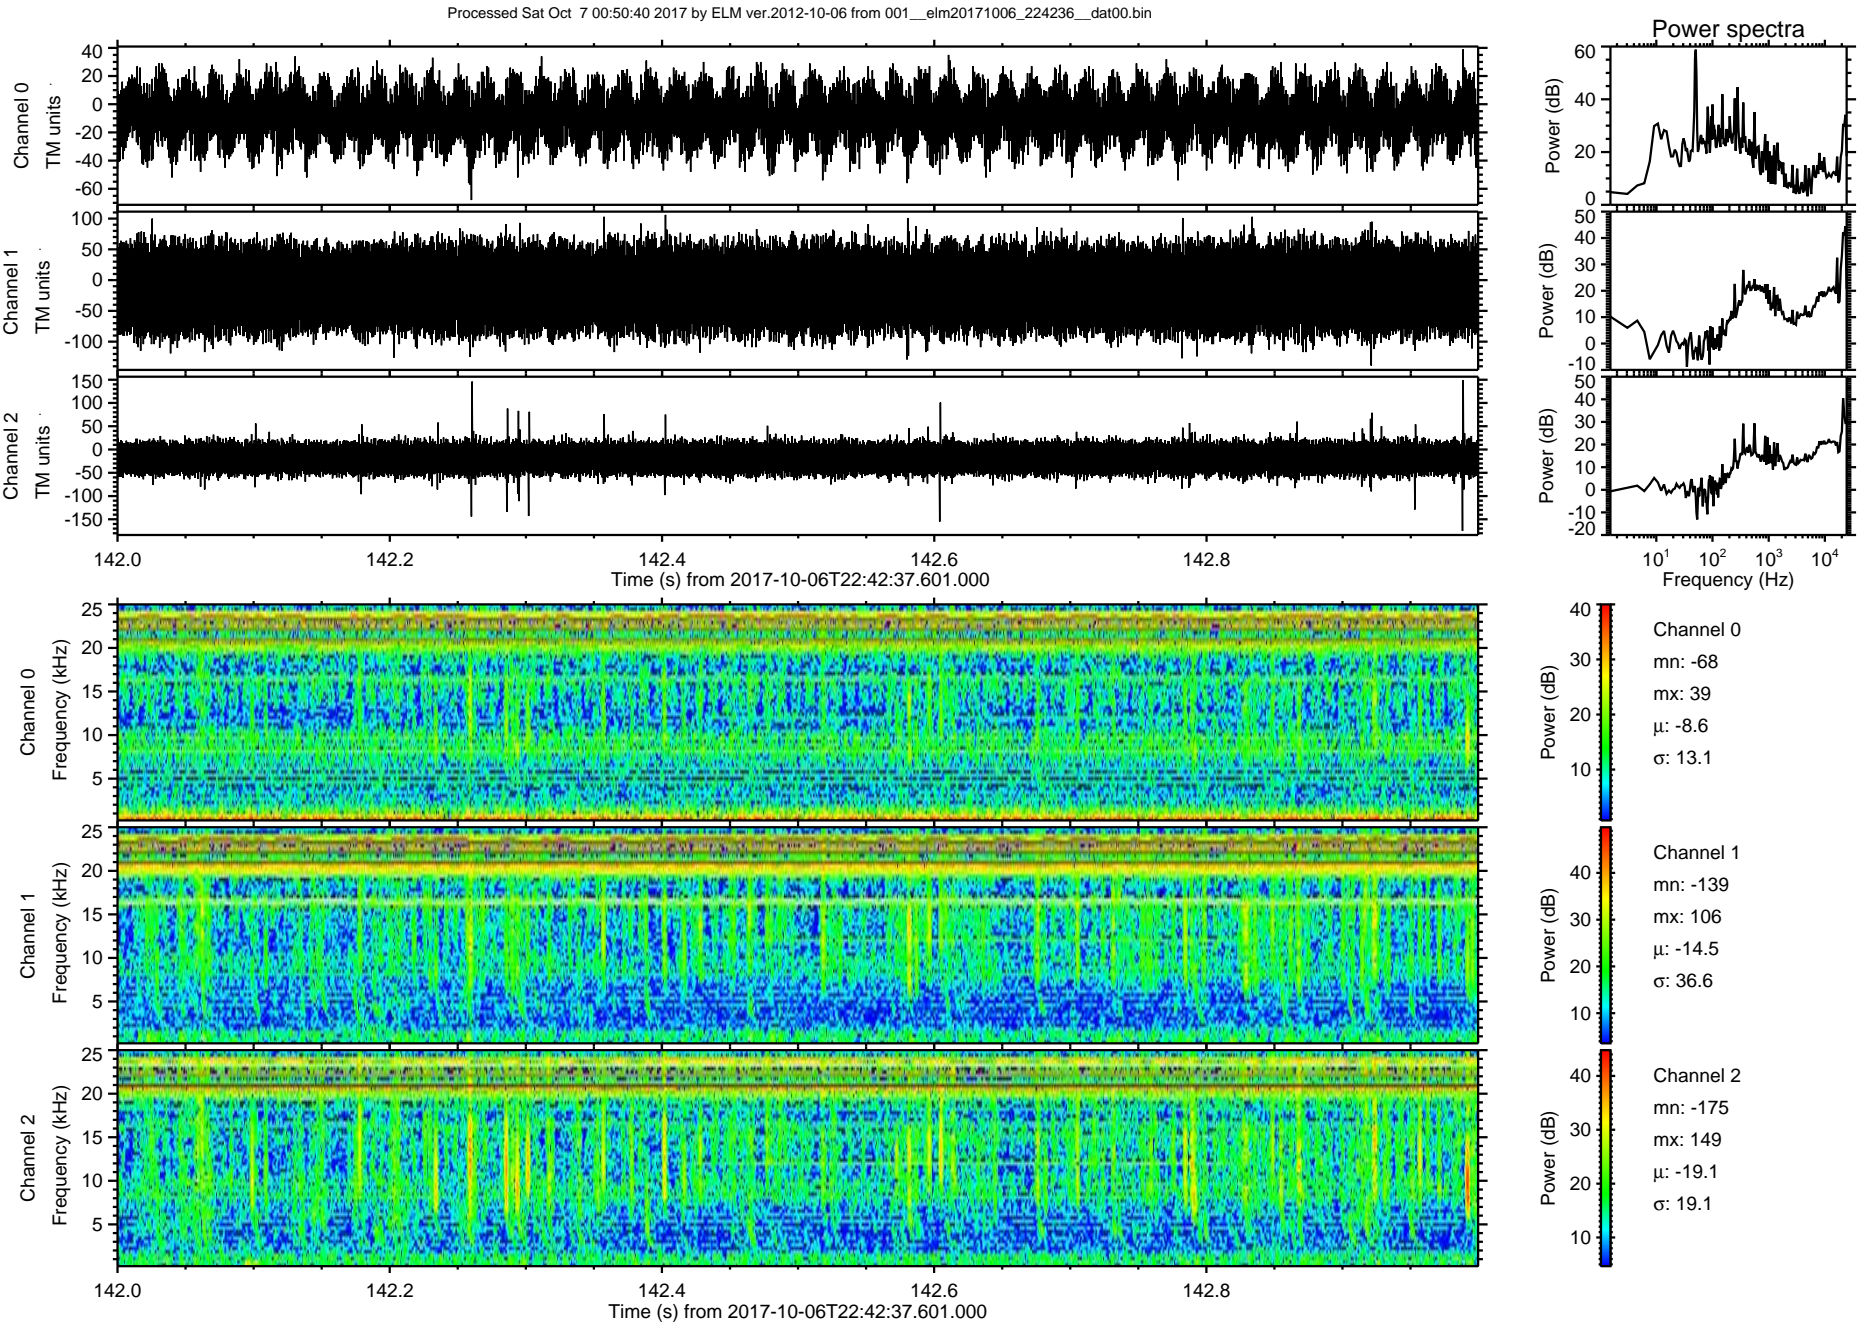 Processed Sat Oct  7 00:50:40 2017 by ELM ver.2012-10-06 from 001__elm20171006_224236__dat00.bin
Power spectra
Channel 0
TM units
40
20
0
-20
-40
-60
Power (dB)
60
40
20
0
Channel 1
TM units
100
50
0
-50
-100
Power (dB)
50
40
30
20
10
0
-10
Channel 2
TM units
150
100
50
0
-50
-100
-150
Power (dB)
50
40
30
20
10
0
-10
-20
142.0 142.2 142.4 142.6 142.8
Time (s) from 2017-10-06T22:42:37.601.000
10^1 10^2 10^3 10^4
Frequency (Hz)
Channel 0
Frequency (kHz)
25
20
15
10
5
Power (dB)
40
30
20
10
Channel 0
mn: -68
mx: 39
μ: -8.6
σ: 13.1
Channel 1
Frequency (kHz)
25
20
15
10
5
Power (dB)
40
30
20
10
Channel 1
mn: -139
mx: 106
μ: -14.5
σ: 36.6
Channel 2
Frequency (kHz)
25
20
15
10
5
Power (dB)
40
30
20
10
Channel 2
mn: -175
mx: 149
μ: -19.1
σ: 19.1
142.0 142.2 142.4 142.6 142.8
Time (s) from 2017-10-06T22:42:37.601.000